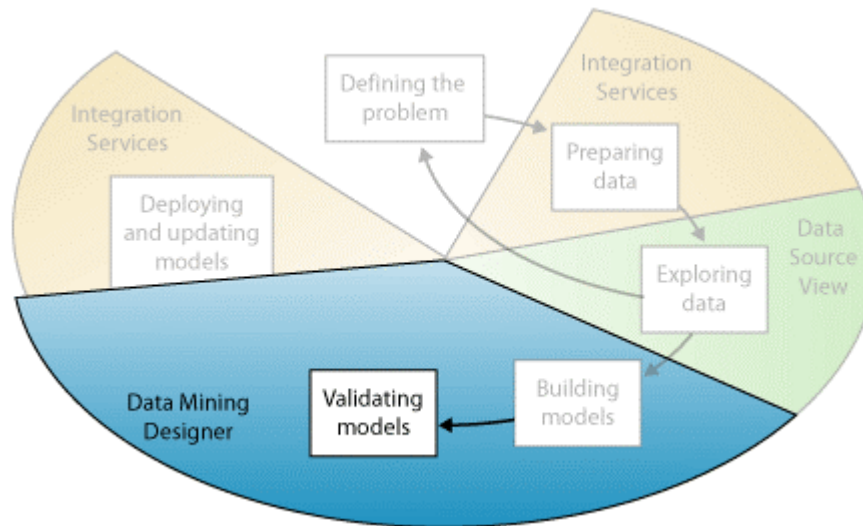 Defining the
problem
Integration
Services
Preparing
data
Data
Source
View
Exploring
data
Building
models
Validating
models
Data Mining
Designer
Integration
Services
Deploying
and updating
models